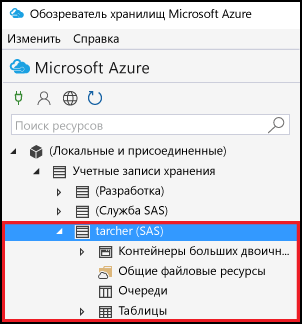 Обозреватель хранилищ Microsoft Azure
Изменить Справка
Microsoft Azure
Поиск ресурсов
(Локальные и присоединенные)
Учетные записи хранения
(Разработка)
(Служба SAS)
tarcher (SAS)
Контейнеры больших двоичн...
Общие файловые ресурсы
Очереди
Таблицы